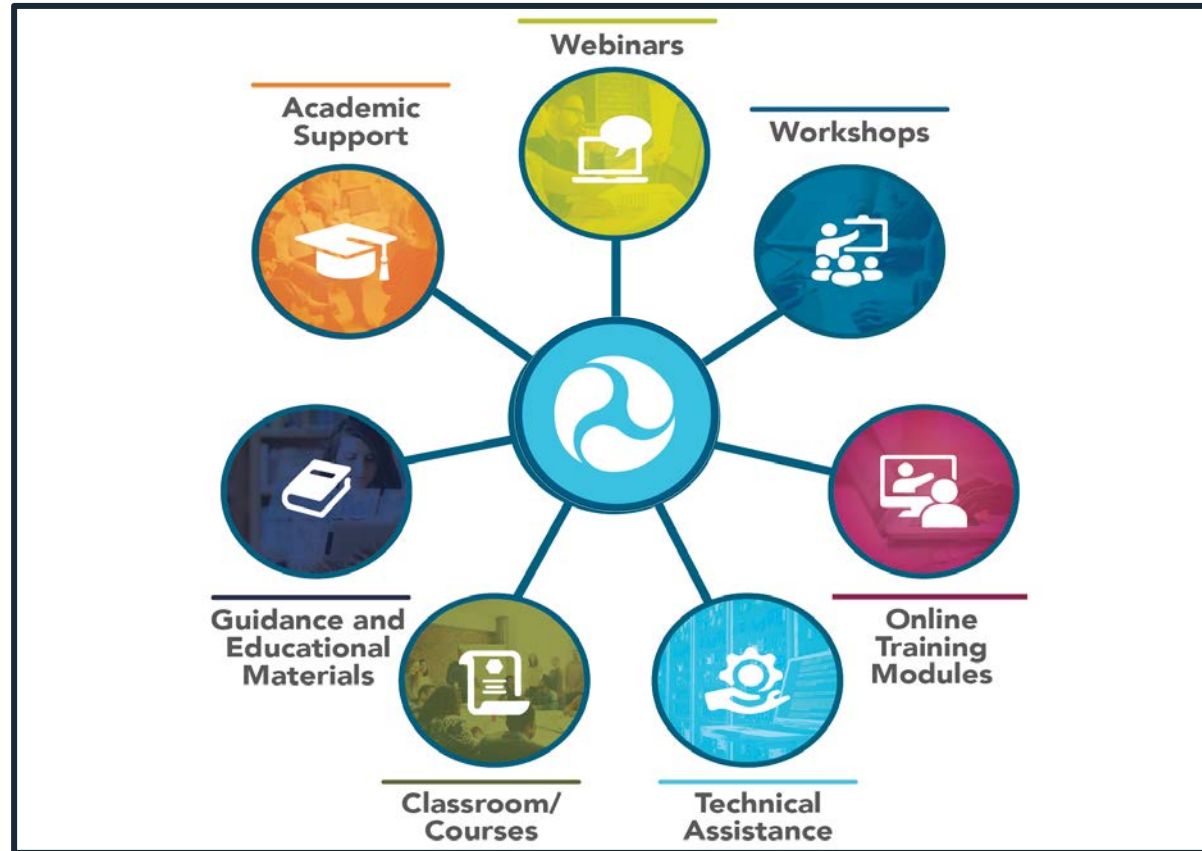 Webinars
Academic
Support
Workshops
Guidance and
Educational
Materials
Online
Training
Modules
Classroom/
Courses
Technical
Assistance